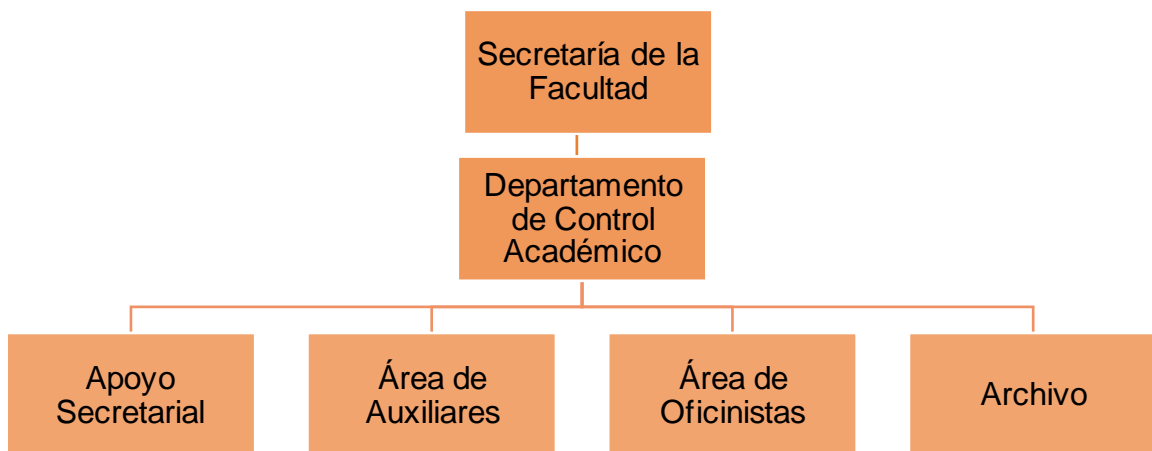 Secretaría de la
Facultad
Departamento
de Control
Académico
Apoyo
Secretarial
Área de
Auxiliares
Área de
Oficinistas
Archivo